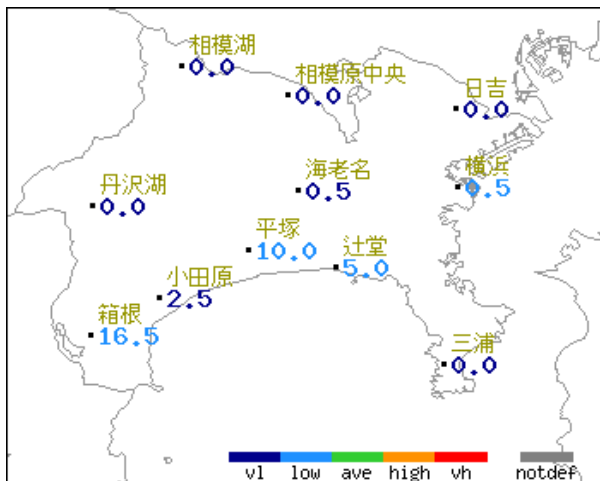 相模湖
0.0
相模原中央
0.0
日吉
0.0
海老名
0.5
横浜
0.5
丹沢湖
0.0
平塚
10.0
辻堂
5.0
小田原
2.5
箱根
16.5
三浦
0.0
vl low ave high vh notdef